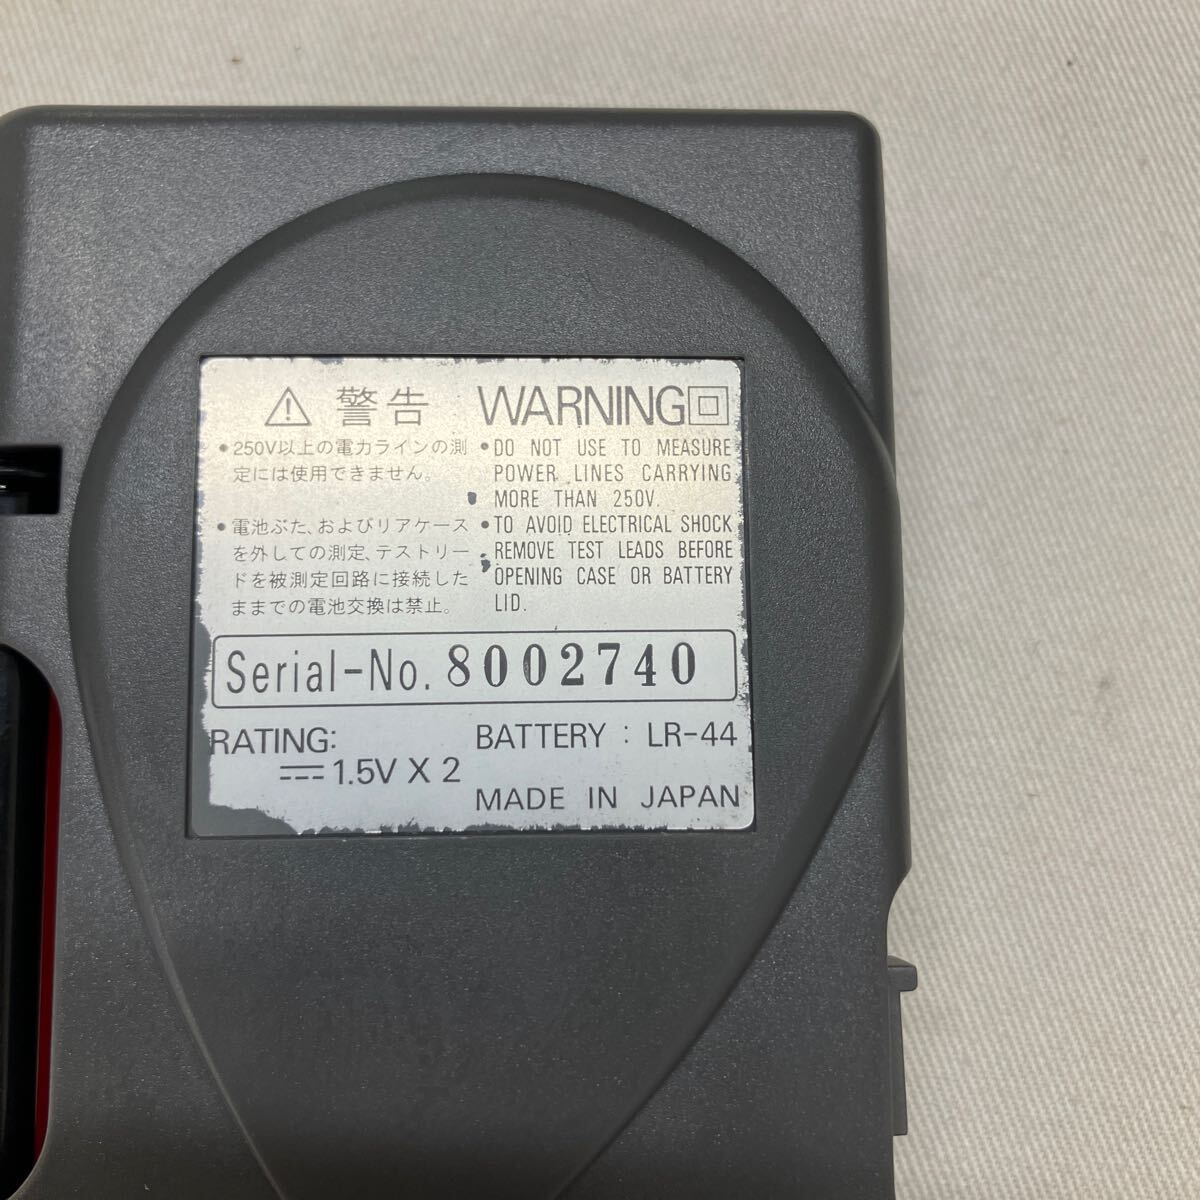 警告 WARNING
•250V以上の電力ラインの測
定には使用できません。
•電池ぶた、およびリアケース
を外しての測定、テストリー
ドを被測定回路に接続した
ままでの電池交換は禁止。
•DO NOT USE TO MEASURE
POWER LINES CARRYING
MORE THAN 250V.
•TO AVOID ELECTRICAL SHOCK
REMOVE TEST LEADS BEFORE
OPENING CASE OR BATTERY
LID.
Serial-No. 8002740
RATING:
1.5V X 2
BATTERY : LR-44
MADE IN JAPAN